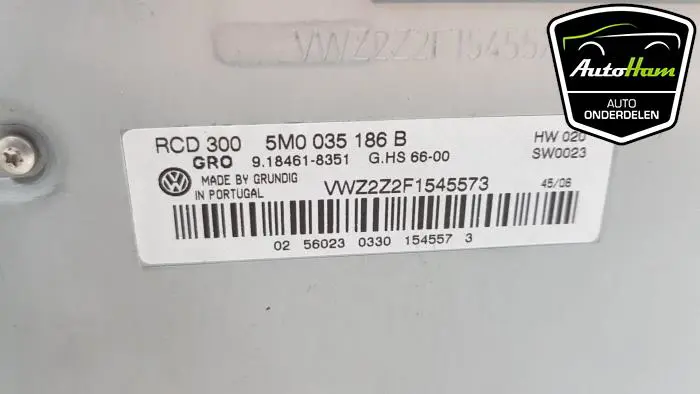 VWZ2Z2F154557
AutoHam
AUTO
ONDERDELEN
RCD 300 5M0 035 186 B HW 020
GRO 9.18461-8351 G.HS 66-00 SW0023
MADE BY GRUNDIG
IN PORTUGAL
VWZ2Z2F1545573 45/06
02 56023 0330 154557 3